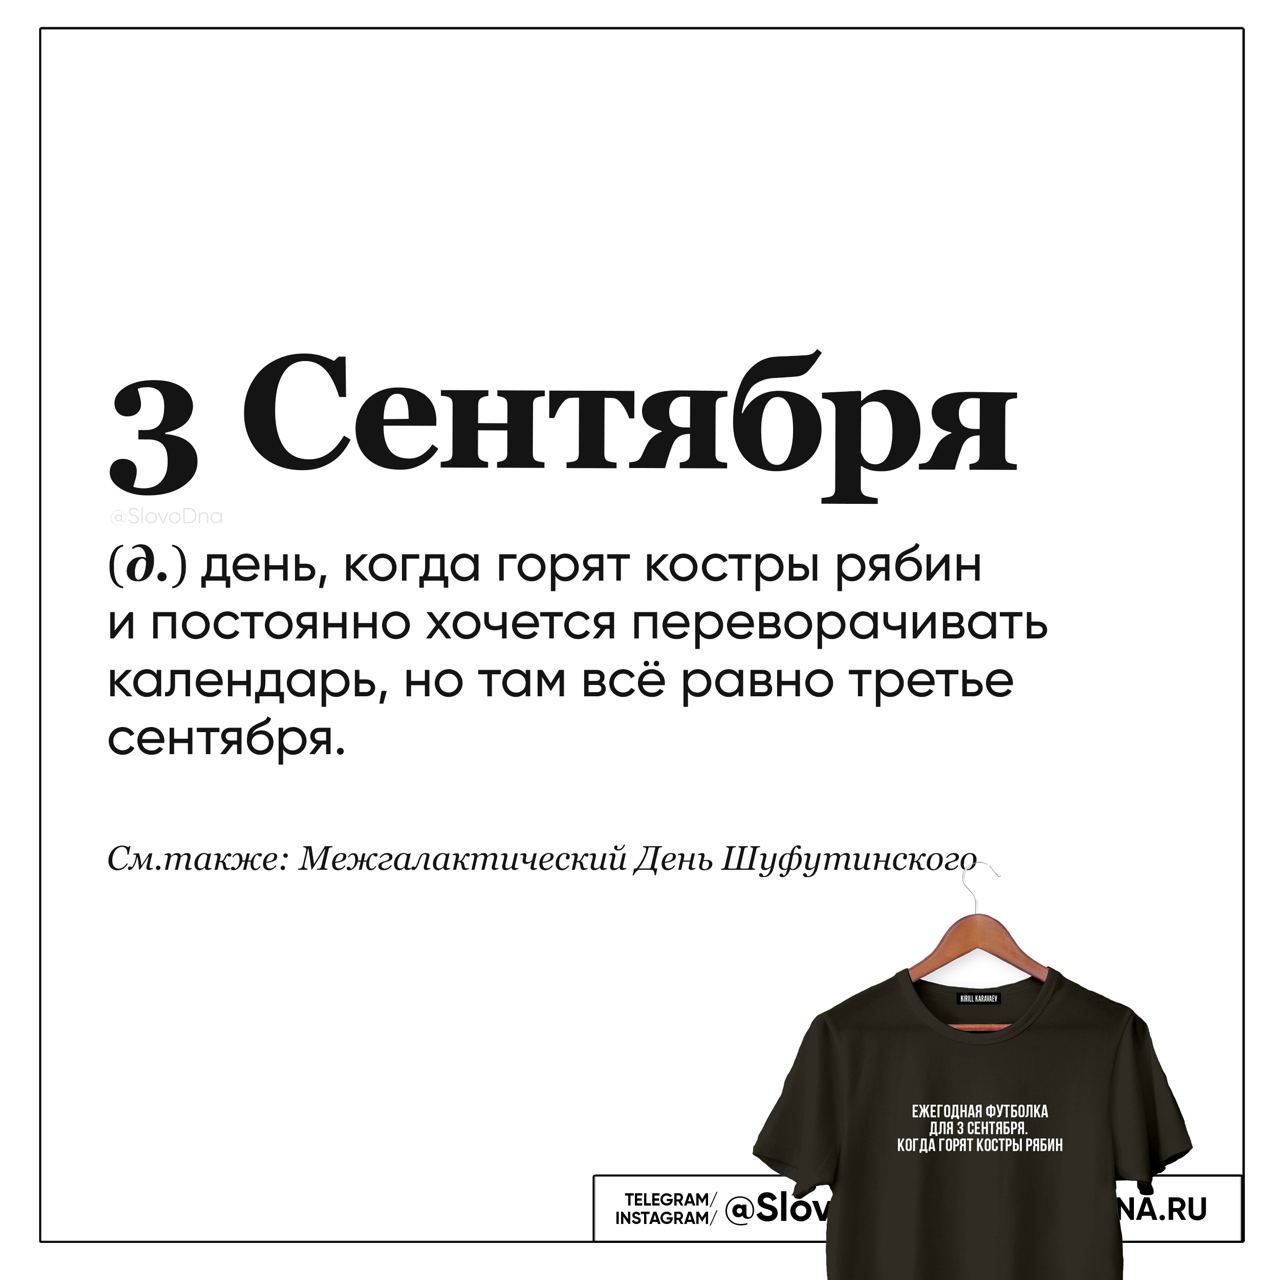 3 Сентября
@SlovoDna
(д.) день, когда горят костры рябин
и постоянно хочется переворачивать
календарь, но там всё равно третье
сентября.
См.также: Межгалактический День Шуфутинского
KIRILL KARAVAEV
ЕЖЕГОДНАЯ ФУТБОЛКА
ДЛЯ 3 СЕНТЯБРЯ.
КОГДА ГОРЯТ КОСТРЫ РЯБИН
TELEGRAM/
INSTAGRAM/
@Slov
NA.RU